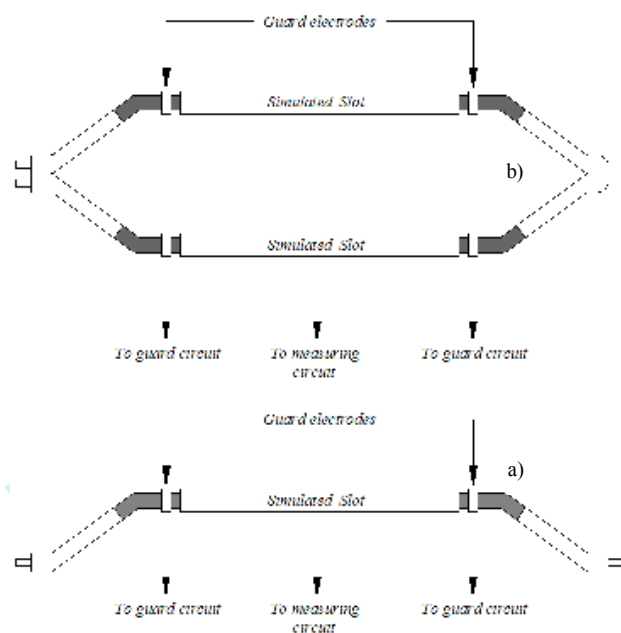 Guard electrodes
Simulated Slot
b)
Simulated Slot
To guard circuit
To measuring
circuit
To guard circuit
Guard electrodes
a)
Simulated Slot
To guard circuit
To measuring
circuit
To guard circuit